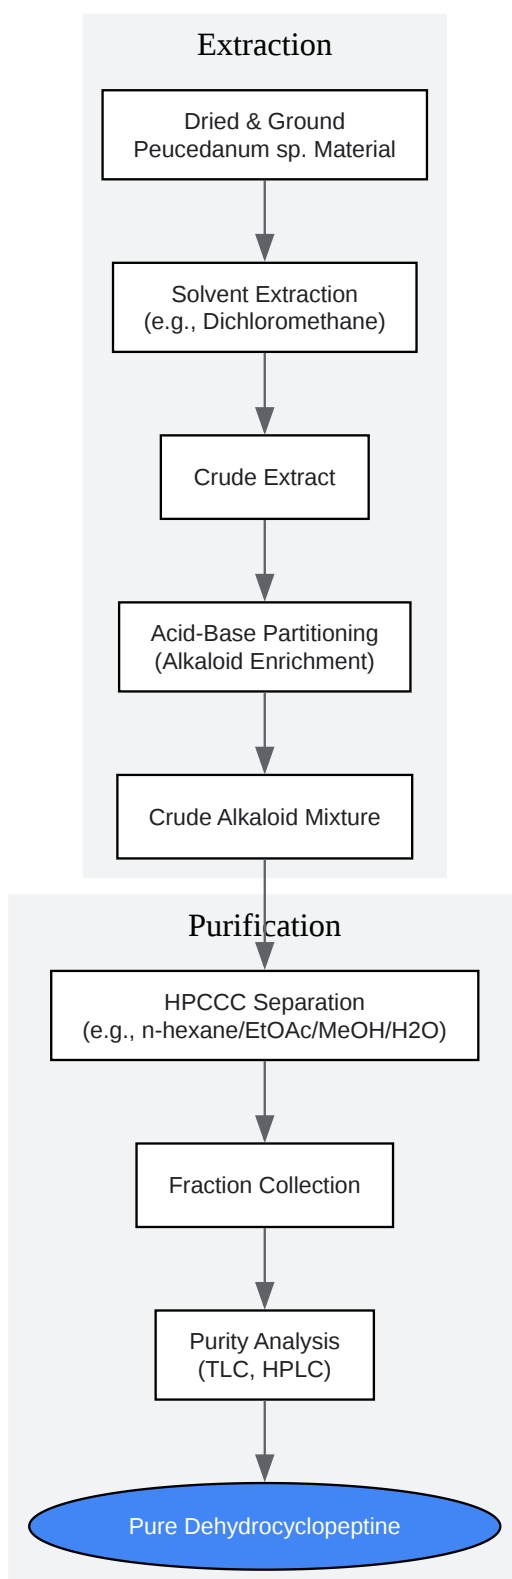 Extraction
Dried & Ground
Peucedanum sp. Material
Solvent Extraction
(e.g., Dichloromethane)
Crude Extract
Acid-Base Partitioning
(Alkaloid Enrichment)
Crude Alkaloid Mixture
Purification
HPCCC Separation
(e.g., n-hexane/EtOAc/MeOH/H2O)
Fraction Collection
Purity Analysis
(TLC, HPLC)
Pure Dehydrocyclopeptine